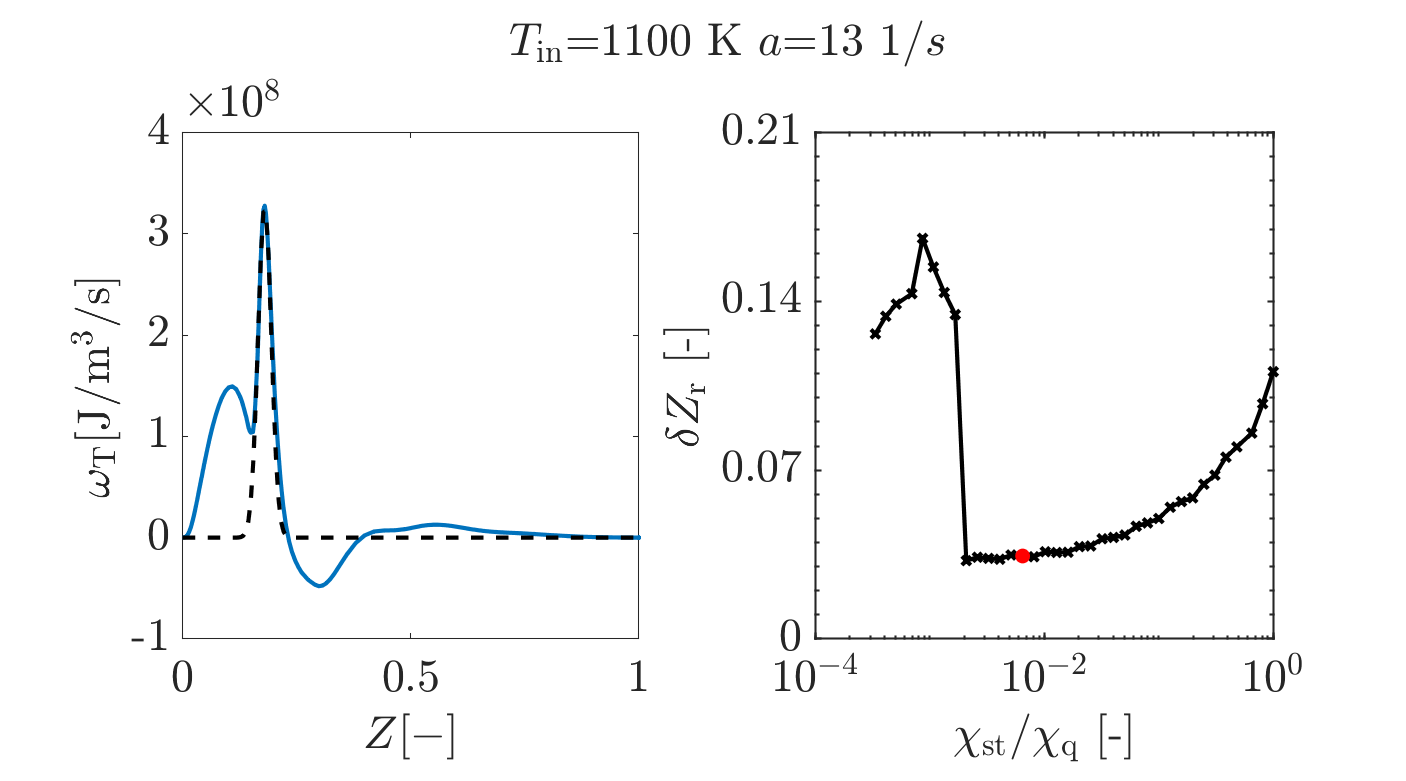 T_in=1100 K a=13 1/s
×10^8
4
3
2
1
0
-1
0 0.5 1
Z[−]
ω_T[J/m^3/s]
0.21
0.14
0.07
0
10^−4 10^−2 10^0
χ_st/χ_q [-]
δZ_r [-]